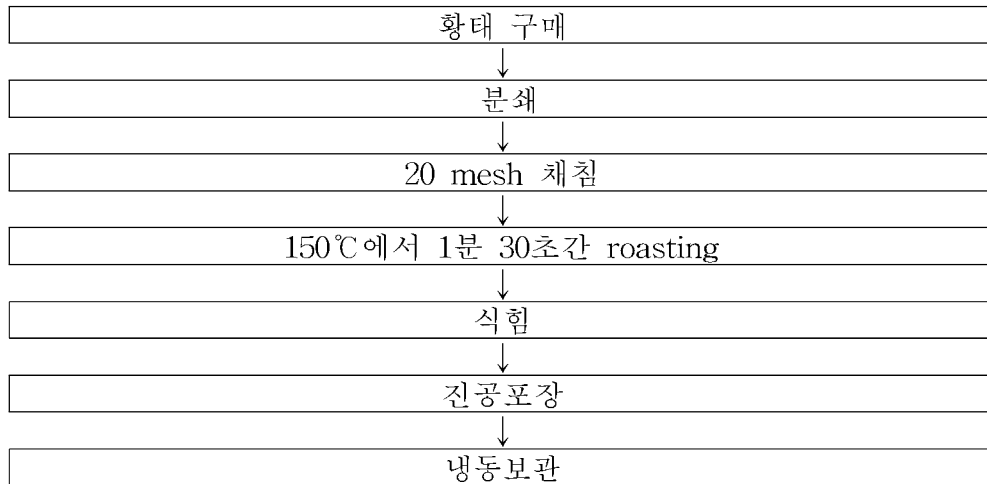 황태 구매
분쇄
20 mesh 채침
150℃에서 1분 30초간 roasting
식힘
진공포장
냉동보관